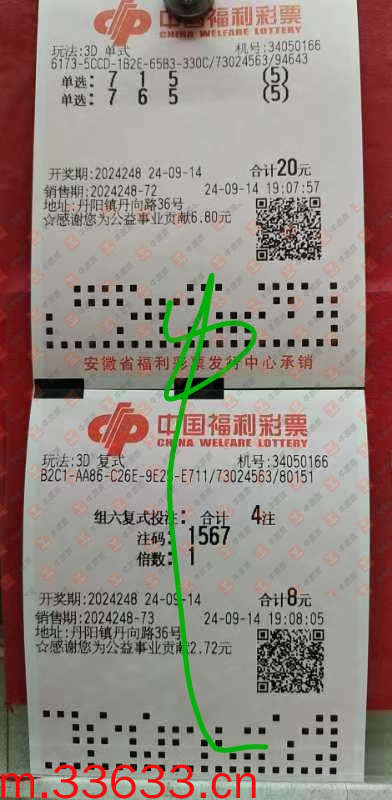 中国福利彩票
CHINA WELFARE LOTTERY
玩法:3D 单式 机号:34050166
6173-5CCD-1B2E-65B3-330C/73024563/94643
单选: 7 1 5 (5)
单选: 7 6 5 (5)
开奖期:2024248 24-09-14 合计20元
销售期:2024248-72 24-09-14 19:07:57
地址:丹阳镇丹向路36号
☆感谢您为公益事业贡献6.80元
安徽省福利彩票发行中心承销
中国福利彩票
CHINA WELFARE LOTTERY
玩法:3D 复式 机号:34050166
B2C1-AA86-C26E-9E26-E711/73024563/80151
组六复式投注: 合计 4注
注码: 1567
倍数: 1
开奖期:2024248 24-09-14 合计8元
销售期:2024248-73 24-09-14 19:08:05
地址:丹阳镇丹向路36号
☆感谢您为公益事业贡献2.72元
m.33633.cn